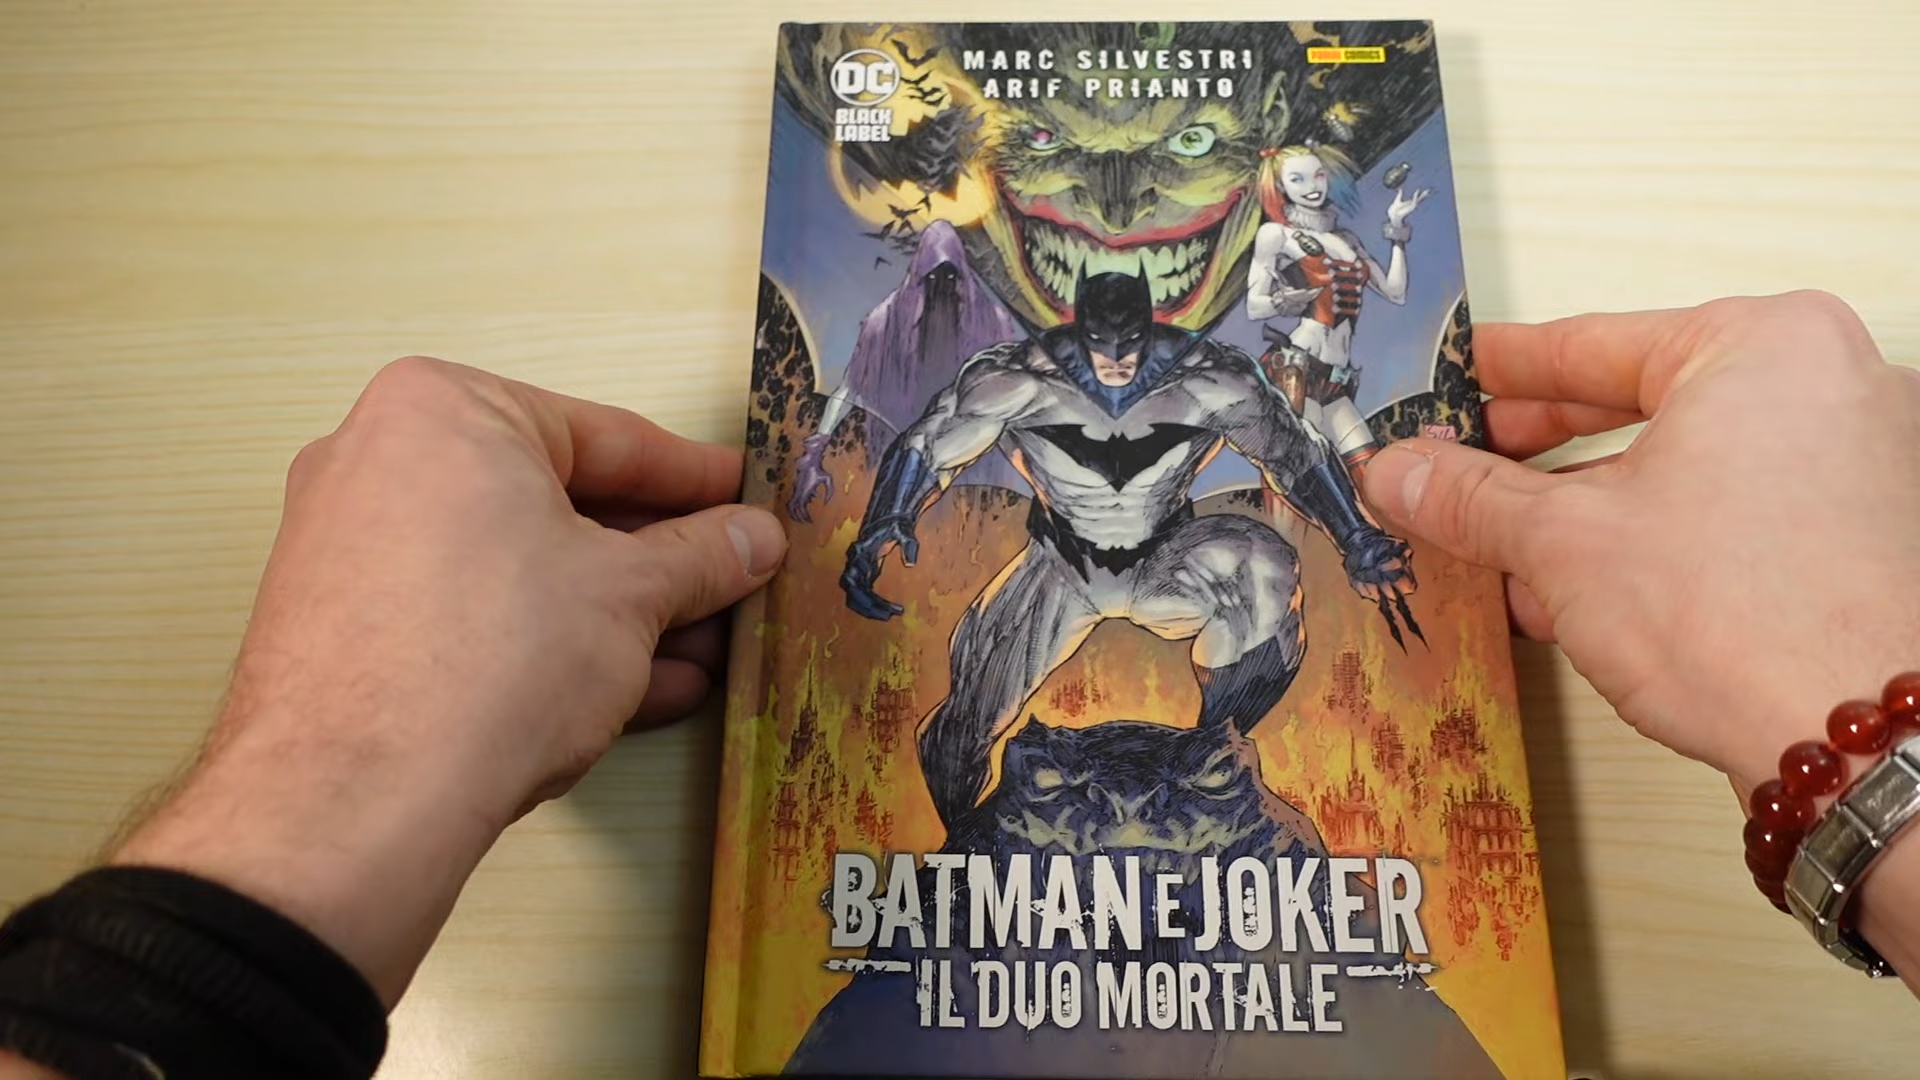 MARC SILVESTRI
ARIF PRIANTO
PANINI COMICS
DC
BLACK
LABEL
BATMAN E JOKER
IL DUO MORTALE